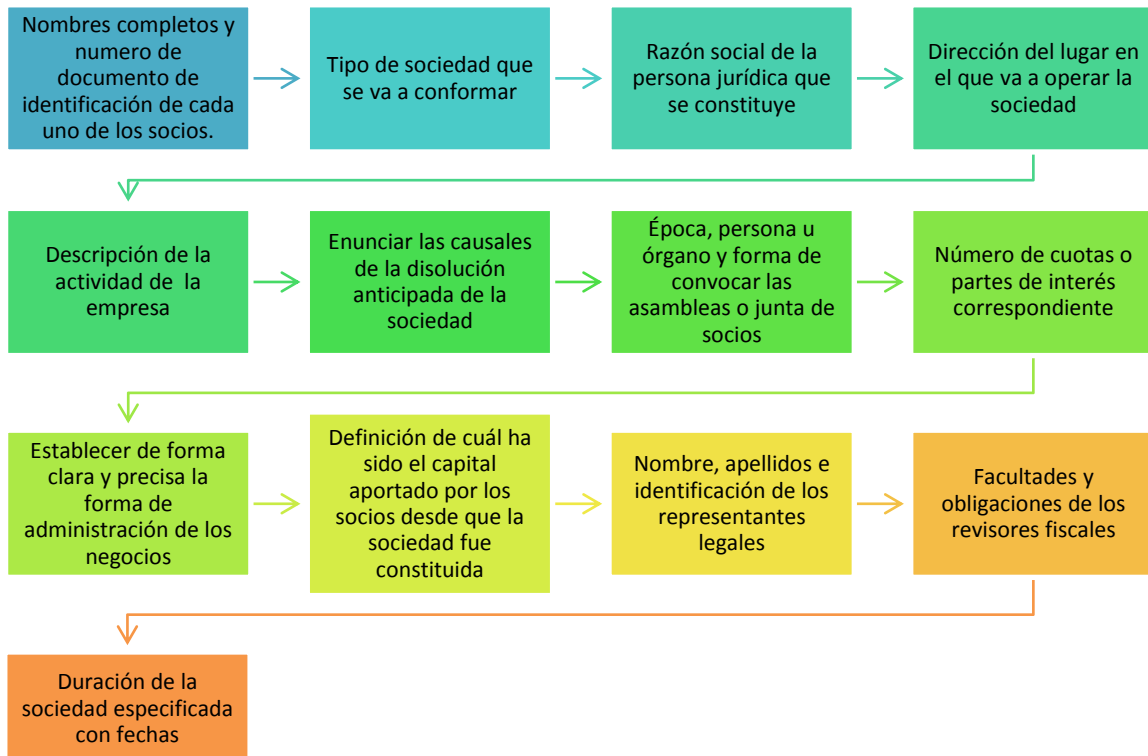 Nombres completos y
numero de
documento de
identificación de cada
uno de los socios.
Tipo de sociedad que
se va a conformar
Razón social de la
persona jurídica que
se constituye
Dirección del lugar en
el que va a operar la
sociedad
Descripción de la
actividad de la
empresa
Enunciar las causales
de la disolución
anticipada de la
sociedad
Época, persona u
órgano y forma de
convocar las
asambleas o junta de
socios
Número de cuotas o
partes de interés
correspondiente
Establecer de forma
clara y precisa la
forma de
administración de los
negocios
Definición de cuál ha
sido el capital
aportado por los
socios desde que la
sociedad fue
constituida
Nombre, apellidos e
identificación de los
representantes
legales
Facultades y
obligaciones de los
revisores fiscales
Duración de la
sociedad especificada
con fechas